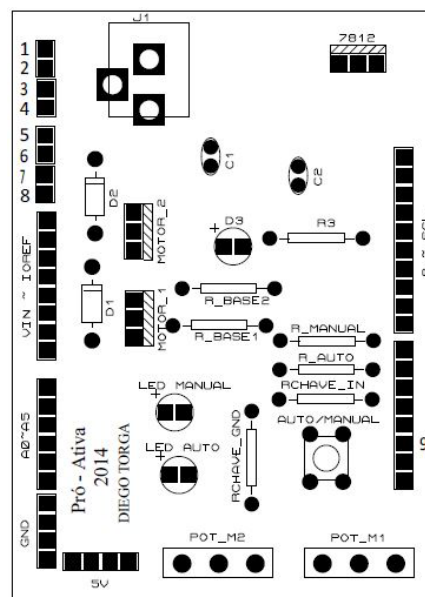 J1
7812
1
2
3
4
5
6
7
8
C1
C2
D2
MOTOR_2
D3
R3
VIN ~ IOREF
D1
MOTOR_1
R_BASE2
R_BASE1
R_MANUAL
R_AUTO
RCHAVE_IN
LED MANUAL
AUTO/MANUAL
A0~A5
LED AUTO
RCHAVE_GND
Pró - Ativa
2014
DIEGO TORGA
GND
POT_M2
POT_M1
5V